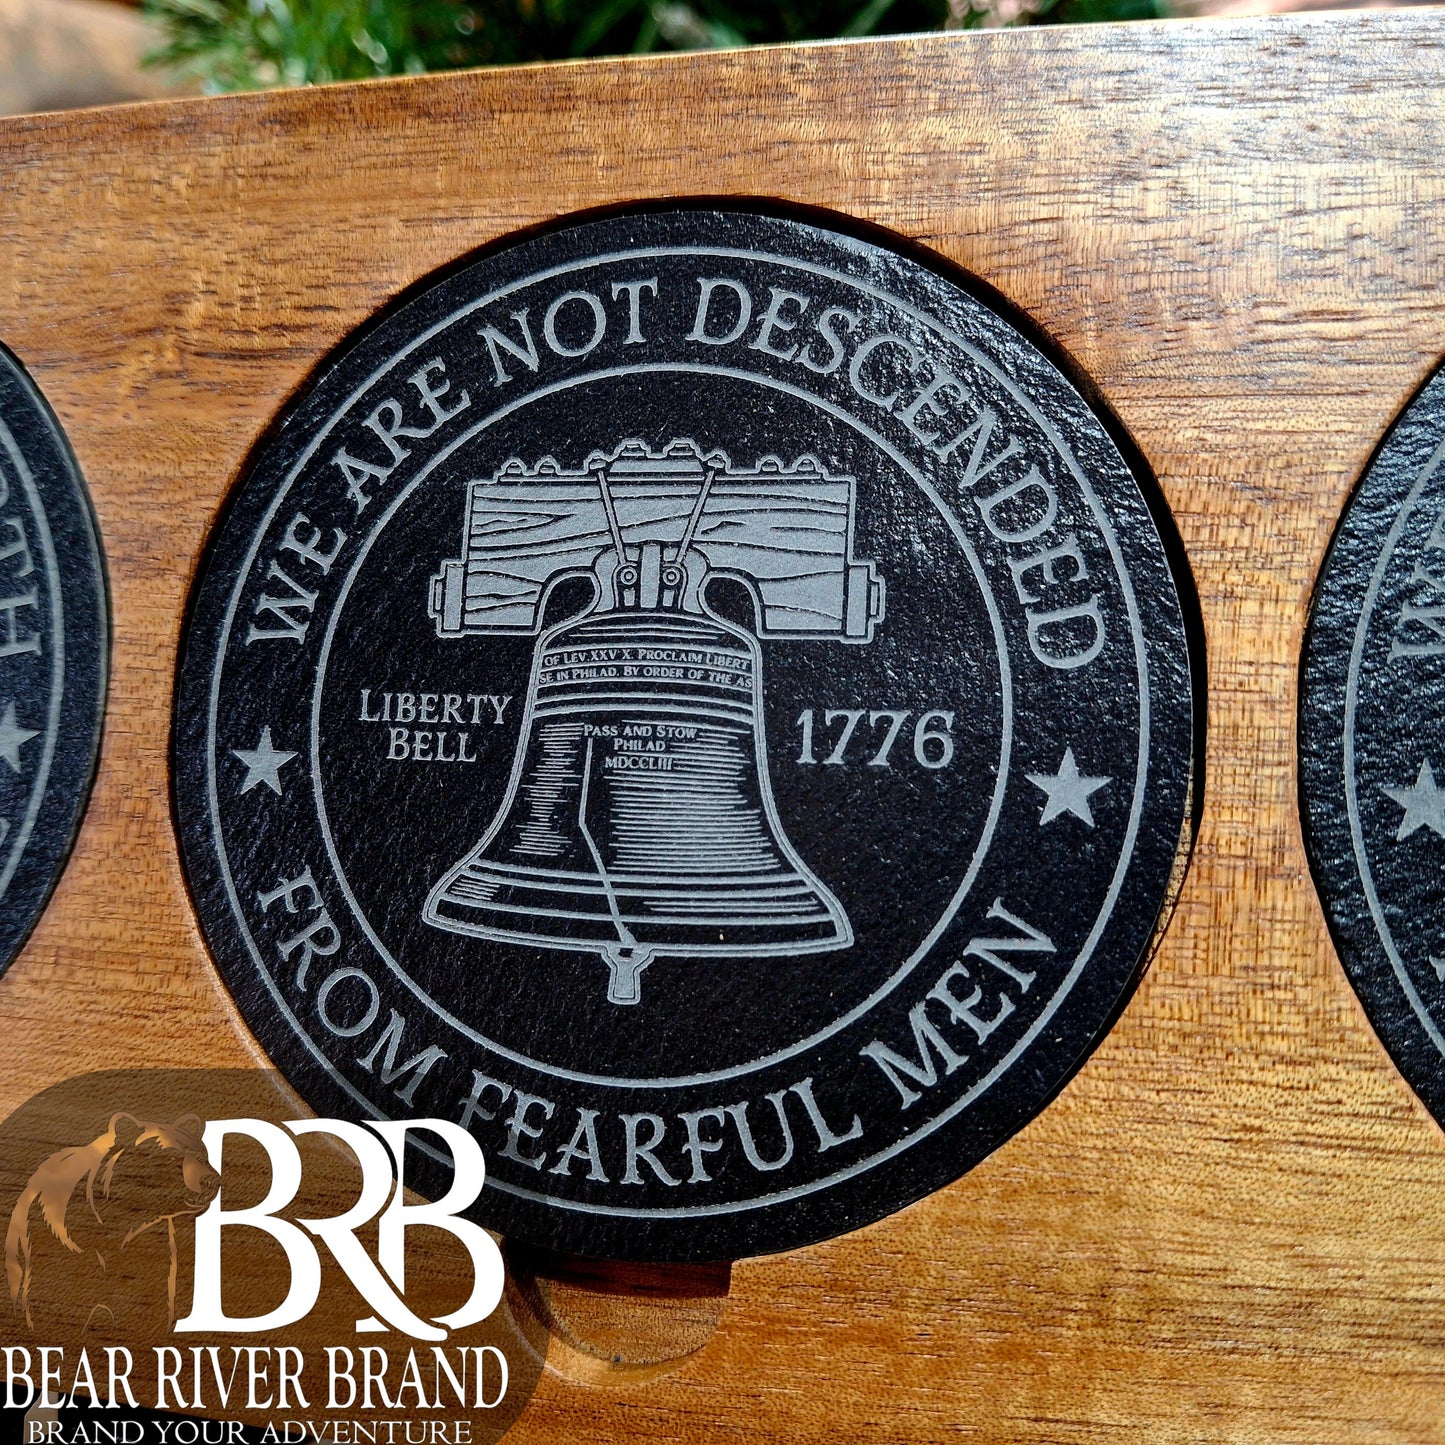 WE ARE NOT DESCENDED
OF LEV. XXV X. PROCLAIM LIBERT
SE IN PHILAD. BY ORDER OF THE AS
PASS AND STOW
PHILAD
MDCCLIII
LIBERTY
BELL
1776
FROM FEARFUL MEN
BRB
BEAR RIVER BRAND
BRAND YOUR ADVENTURE